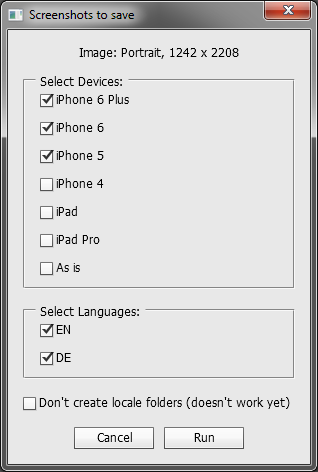 Screenshots to save
Image: Portrait, 1242 x 2208
Select Devices:
iPhone 6 Plus
iPhone 6
iPhone 5
iPhone 4
iPad
iPad Pro
As is
Select Languages:
EN
DE
Don't create locale folders (doesn't work yet)
Cancel Run